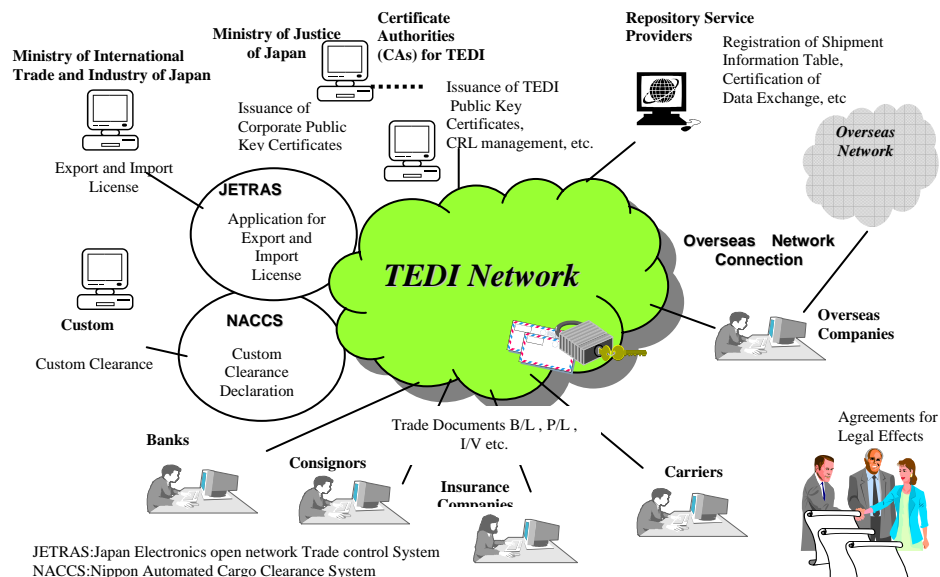 Ministry of International
Trade and Industry of Japan
Export and Import
License
Ministry of Justice
of Japan
Issuance of
Corporate Public
Key Certificates
Certificate
Authorities
(CAs) for TEDI
Issuance of TEDI
Public Key
Certificates,
CRL management, etc.
Repository Service
Providers
Registration of Shipment
Information Table,
Certification of
Data Exchange, etc
Overseas
Network
JETRAS
Application for
Export and
Import
License
TEDI Network
Overseas Network
Connection
Overseas
Companies
Custom
Custom Clearance
NACCS
Custom
Clearance
Declaration
Trade Documents B/L , P/L ,
I/V etc.
Banks
Consignors
Insurance
Companies
Carriers
Agreements for
Legal Effects
JETRAS:Japan Electronics open network Trade control System
NACCS:Nippon Automated Cargo Clearance System